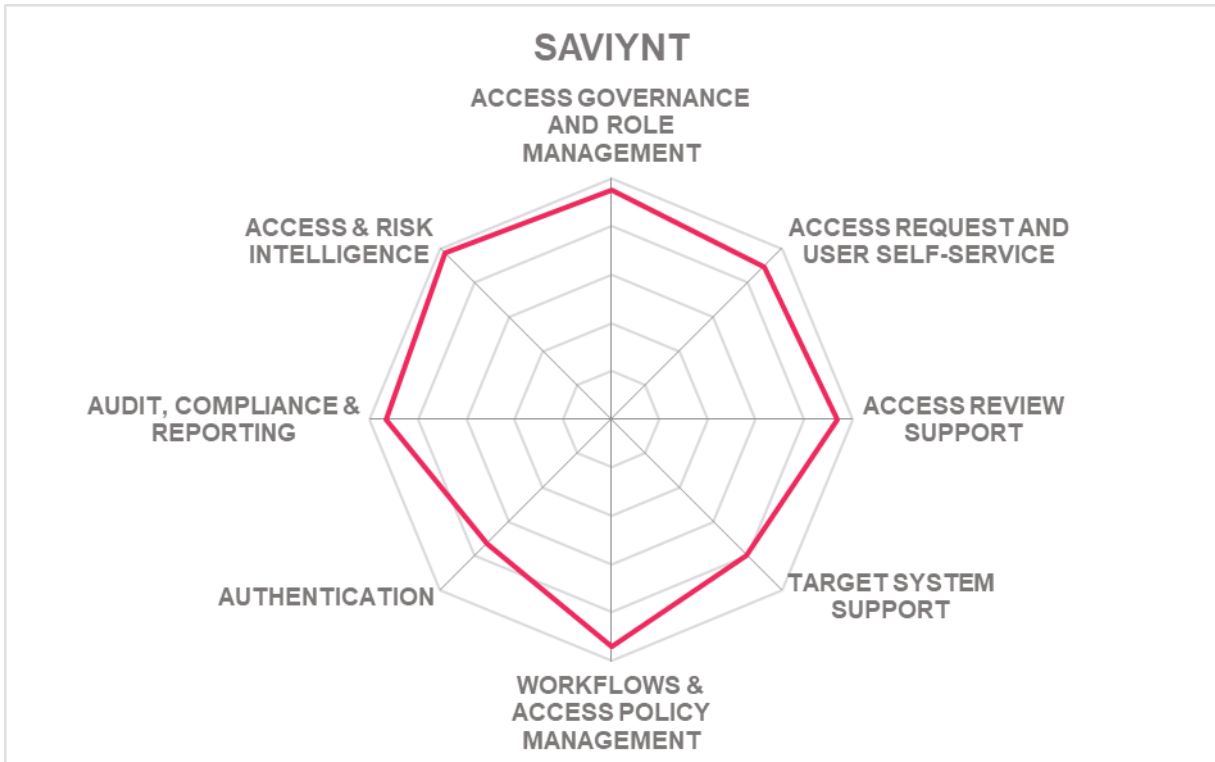 SAVIYNT
ACCESS GOVERNANCE
AND ROLE
MANAGEMENT
ACCESS & RISK
INTELLIGENCE
ACCESS REQUEST AND
USER SELF-SERVICE
AUDIT, COMPLIANCE &
REPORTING
ACCESS REVIEW
SUPPORT
AUTHENTICATION
TARGET SYSTEM
SUPPORT
WORKFLOWS &
ACCESS POLICY
MANAGEMENT